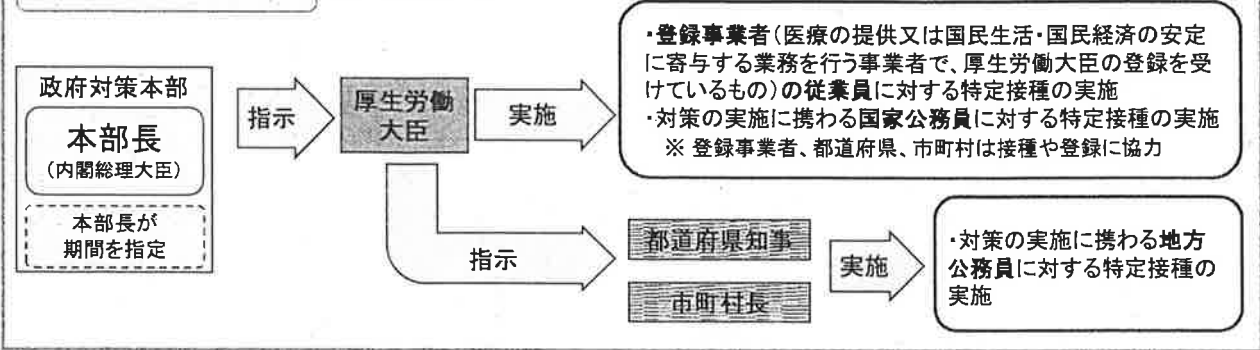 政府対策本部
本部長
(内閣総理大臣)
本部長が
期間を指定
指示
厚生労働
大臣
実施
・登録事業者(医療の提供又は国民生活・国民経済の安定
に寄与する業務を行う事業者で、厚生労働大臣の登録を受
けているもの)の従業員に対する特定接種の実施
・対策の実施に携わる国家公務員に対する特定接種の実施
※ 登録事業者、都道府県、市町村は接種や登録に協力
指示
都道府県知事
市町村長
実施
・対策の実施に携わる地方
公務員に対する特定接種の
実施